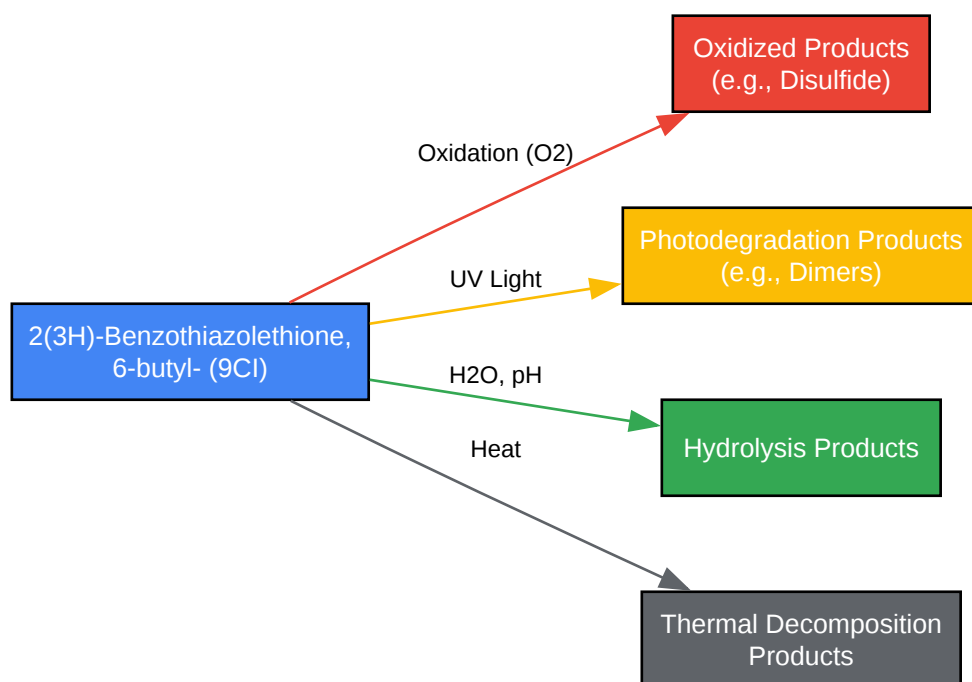 Oxidized Products
(e.g., Disulfide)
Oxidation (O2)
Photodegradation Products
(e.g., Dimers)
UV Light
2(3H)-Benzothiazolethione,
6-butyl- (9CI)
H2O, pH
Hydrolysis Products
Heat
Thermal Decomposition
Products